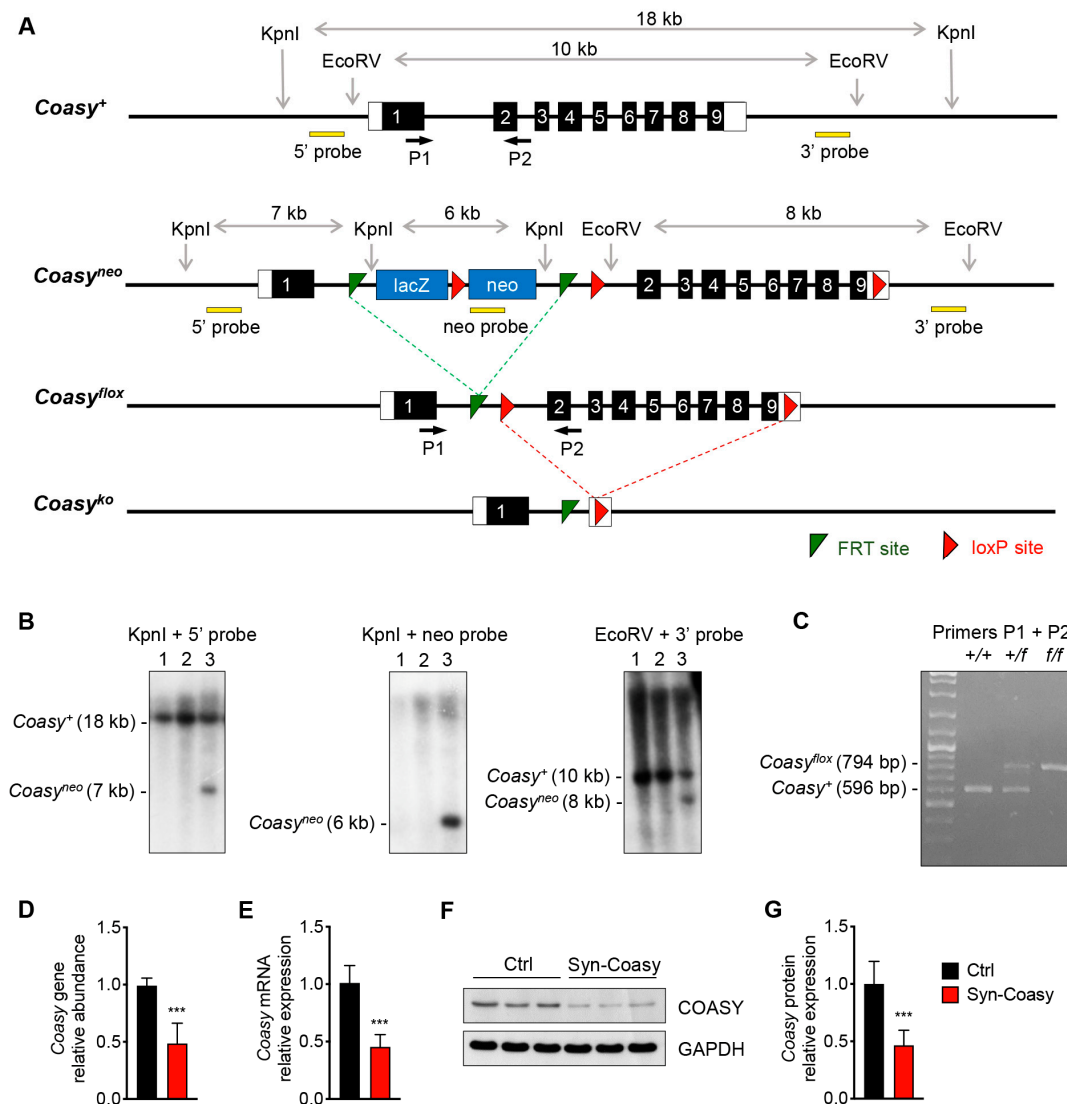 A
18 kb
KpnI
KpnI
10 kb
EcoRV
EcoRV
Coasy+
1 2 3 4 5 6 7 8 9
5' probe
P1
P2
3' probe
7 kb
6 kb
8 kb
KpnI
KpnI
KpnI
EcoRV
EcoRV
Coasyneo
1 lacZ neo 2 3 4 5 6 7 8 9
5' probe
neo probe
3' probe
Coasyflox
1 2 3 4 5 6 7 8 9
P1
P2
Coasyko
1
FRT site
loxP site
B
KpnI + 5' probe
1 2 3
Coasy+ (18 kb) -
Coasyneo (7 kb) -
KpnI + neo probe
1 2 3
Coasyneo (6 kb) -
EcoRV + 3' probe
1 2 3
Coasy+ (10 kb) -
Coasyneo (8 kb) -
C
Primers P1 + P2
+/+ +/f f/f
Coasyflox (794 bp) -
Coasy+ (596 bp) -
D
Coasy gene
relative abundance
1.5
1.0
0.5
0.0
***
E
Coasy mRNA
relative expression
1.5
1.0
0.5
0.0
***
F
Ctrl
Syn-Coasy
COASY
GAPDH
G
Coasy protein
relative expression
1.5
1.0
0.5
0.0
***
Ctrl
Syn-Coasy